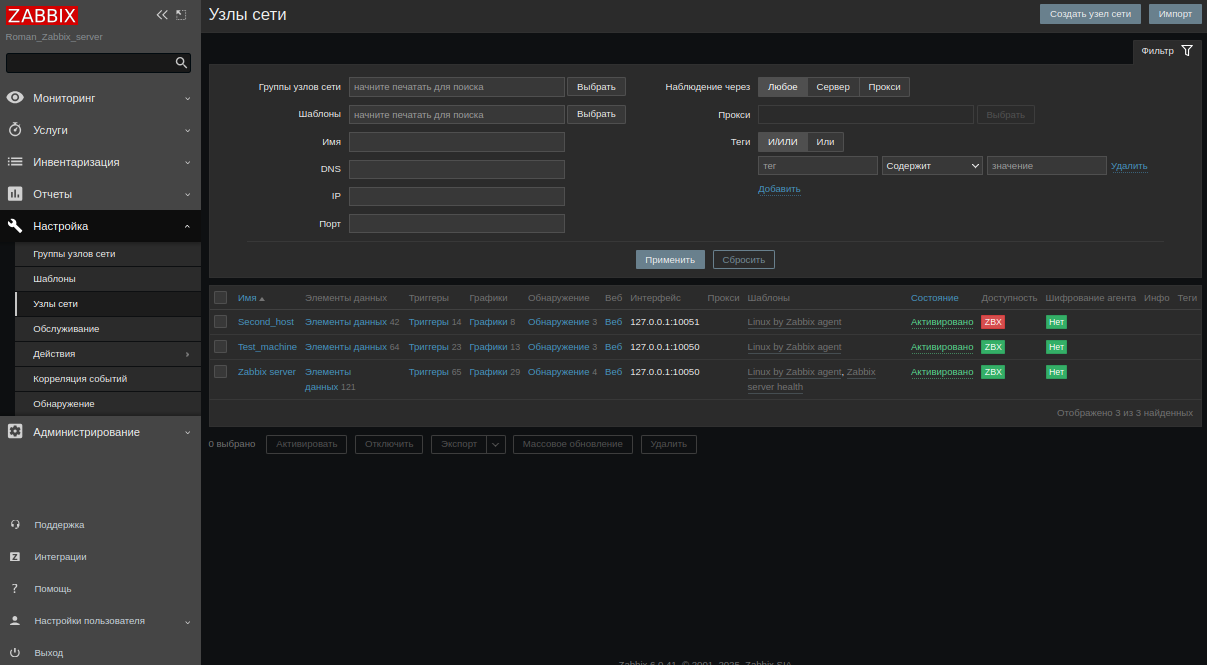 ZABBIX
Roman_Zabbix_server
Мониторинг
Услуги
Инвентаризация
Отчеты
Настройка
Группы узлов сети
Шаблоны
Узлы сети
Обслуживание
Действия
Корреляция событий
Обнаружение
Администрирование
Поддержка
Z Интеграции
? Помощь
Настройки пользователя
Выход
Узлы сети
Создать узел сети Импорт
Фильтр
Группы узлов сети начните печатать для поиска Выбрать
Шаблоны начните печатать для поиска Выбрать
Имя
DNS
IP
Порт
Наблюдение через Любое Сервер Прокси
Прокси Выбрать
Теги И/ИЛИ Или
тег Содержит значение Удалить
Добавить
Применить Сбросить
Имя Элементы данных Триггеры Графики Обнаружение Веб Интерфейс Прокси Шаблоны Состояние Доступность Шифрование агента Инфо Теги
Second_host Элементы данных 42 Триггеры 14 Графики 8 Обнаружение 3 Веб 127.0.0.1:10051 Linux by Zabbix agent Активировано ZBX Нет
Test_machine Элементы данных 64 Триггеры 23 Графики 13 Обнаружение 3 Веб 127.0.0.1:10050 Linux by Zabbix agent Активировано ZBX Нет
Zabbix server Элементы Триггеры 65 Графики 29 Обнаружение 4 Веб 127.0.0.1:10050 Linux by Zabbix agent, Zabbix Активировано ZBX Нет
данных 121 server health
Отображено 3 из 3 найденных
0 выбрано Активировать Отключить Экспорт Массовое обновление Удалить
Zabbix 6.0.41. © 2001–2025, Zabbix SIA